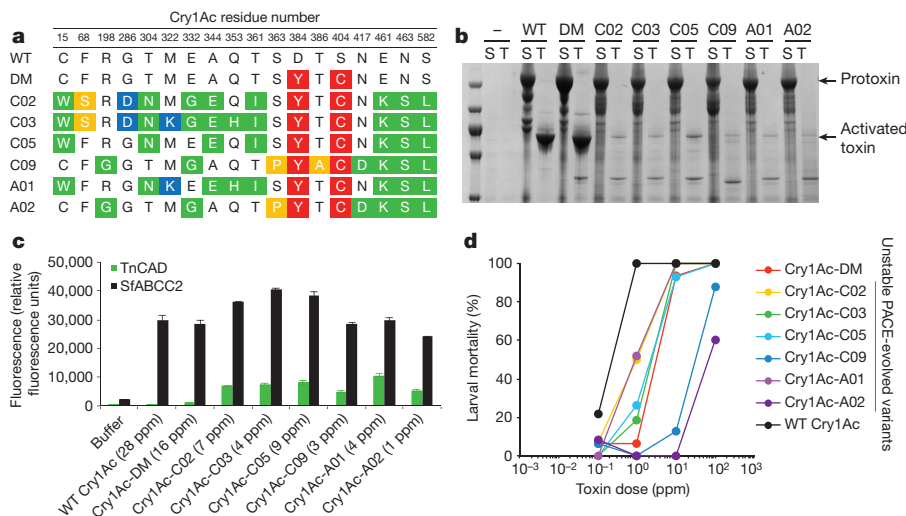 Cry1Ac residue number
a 15 68 198 286 304 322 332 344 353 361 363 384 386 404 417 461 463 582
WT C F R G T M E A Q T S D T S N E N S
DM C F R G T M E A Q T S Y T C N E N S
C02 W S R D N M G E Q I S Y T C N K S L
C03 W S R D N K G E H I S Y T C N K S L
C05 W F R G N M G E Q I S Y T C N K S L
C09 C F G G T M G A Q T P Y A C D K S L
A01 W F R G N K E E H I S Y T C N K S L
A02 C F G G T M G A Q T P Y T C D K S L
b – WT DM C02 C03 C05 C09 A01 A02
S T S T S T S T S T S T S T S T S T
Protoxin
Activated toxin
c
TnCAD
SfABCC2
Fluorescence (relative fluorescence units)
50,000
40,000
30,000
20,000
10,000
0
Buffer
WT Cry1Ac (28 ppm)
Cry1Ac-DM (16 ppm)
Cry1Ac-C02 (7 ppm)
Cry1Ac-C03 (4 ppm)
Cry1Ac-C05 (9 ppm)
Cry1Ac-C09 (3 ppm)
Cry1Ac-A01 (4 ppm)
Cry1Ac-A02 (1 ppm)
d
Larval mortality (%)
100
80
60
40
20
0
10⁻³ 10⁻² 10⁻¹ 10⁰ 10¹ 10² 10³
Toxin dose (ppm)
Cry1Ac-DM
Cry1Ac-C02
Cry1Ac-C03
Cry1Ac-C05
Cry1Ac-C09
Cry1Ac-A01
Cry1Ac-A02
WT Cry1Ac
Unstable PACE-evolved variants